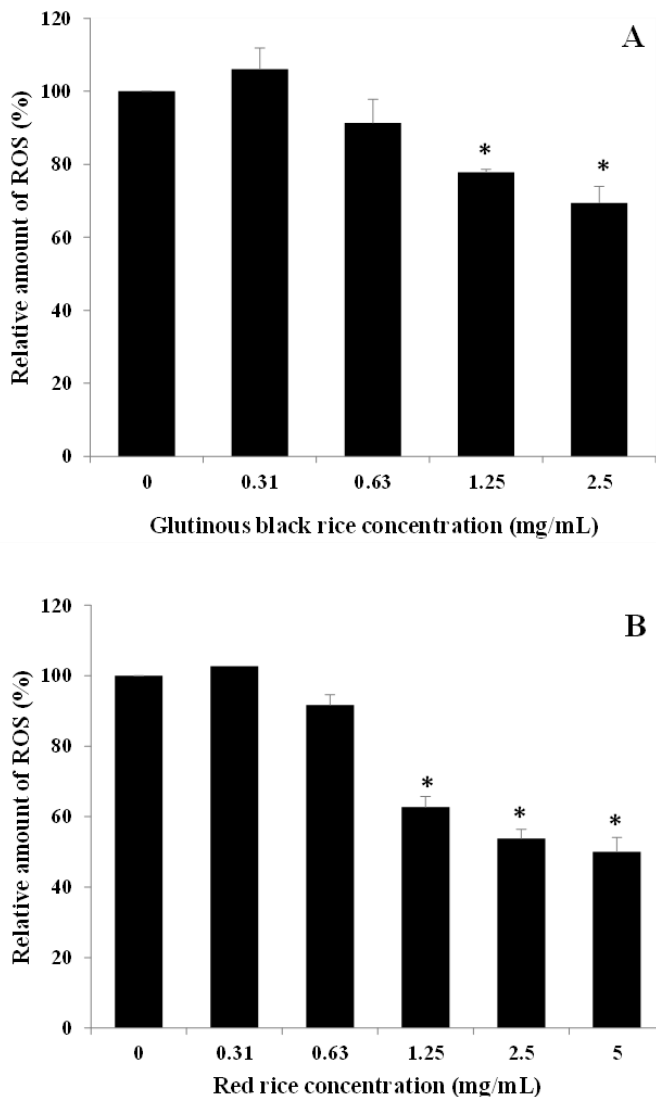 A
Relative amount of ROS (%)
120
100
80
60
40
20
0
* *
0 0.31 0.63 1.25 2.5
Glutinous black rice concentration (mg/mL)
B
Relative amount of ROS (%)
120
100
80
60
40
20
0
* * *
0 0.31 0.63 1.25 2.5 5
Red rice concentration (mg/mL)